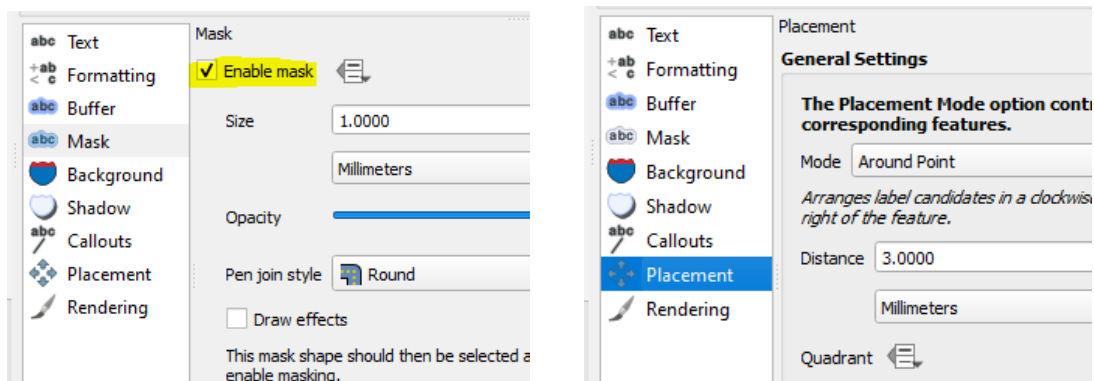 abc Text
+ab < c Formatting
abc Buffer
abc Mask
Background
Shadow
abc Callouts
Placement
Rendering
Mask
Enable mask
Size 1.0000
Millimeters
Opacity
Pen join style Round
Draw effects
This mask shape should then be selected a
enable masking.
abc Text
+ab < c Formatting
abc Buffer
abc Mask
Background
Shadow
abc Callouts
Placement
Rendering
Placement
General Settings
The Placement Mode option contr
corresponding features.
Mode Around Point
Arranges label candidates in a clockwise
right of the feature.
Distance 3.0000
Millimeters
Quadrant